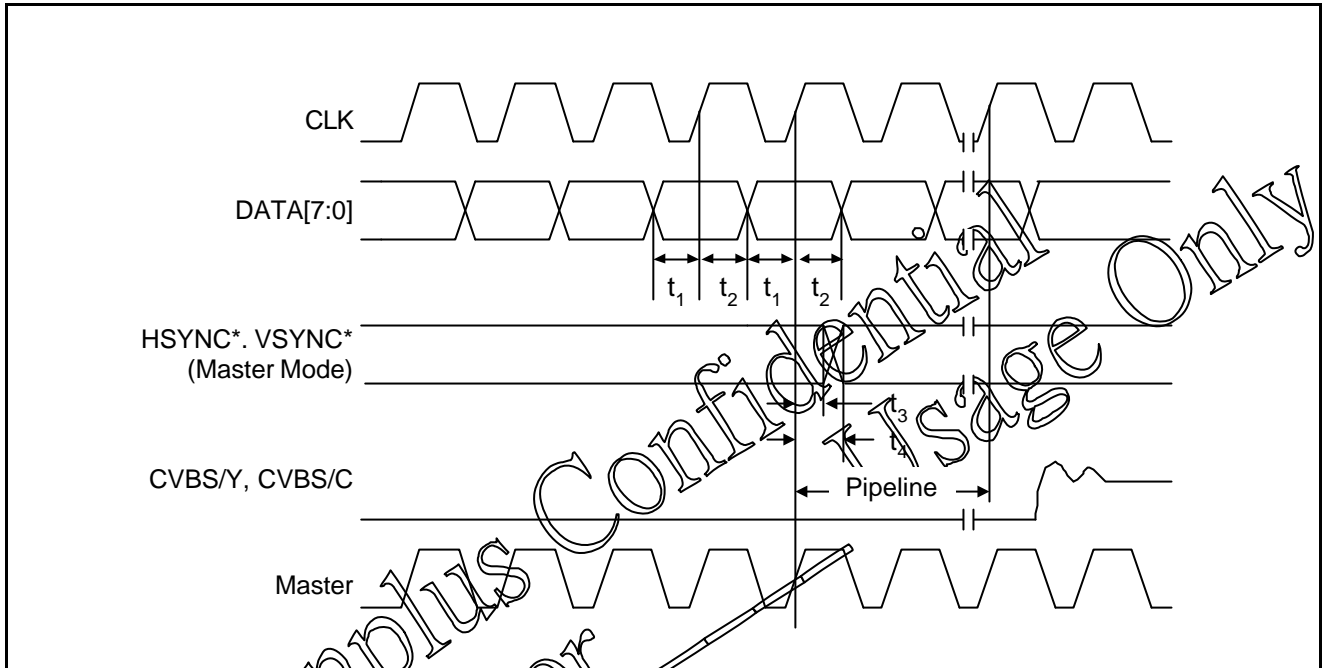 CLK
DATA[7:0]
t1 t2 t1 t2
HSYNC*. VSYNC*
(Master Mode)
t3
t4
CVBS/Y, CVBS/C
Pipeline
Master
Confidential
Usage Only